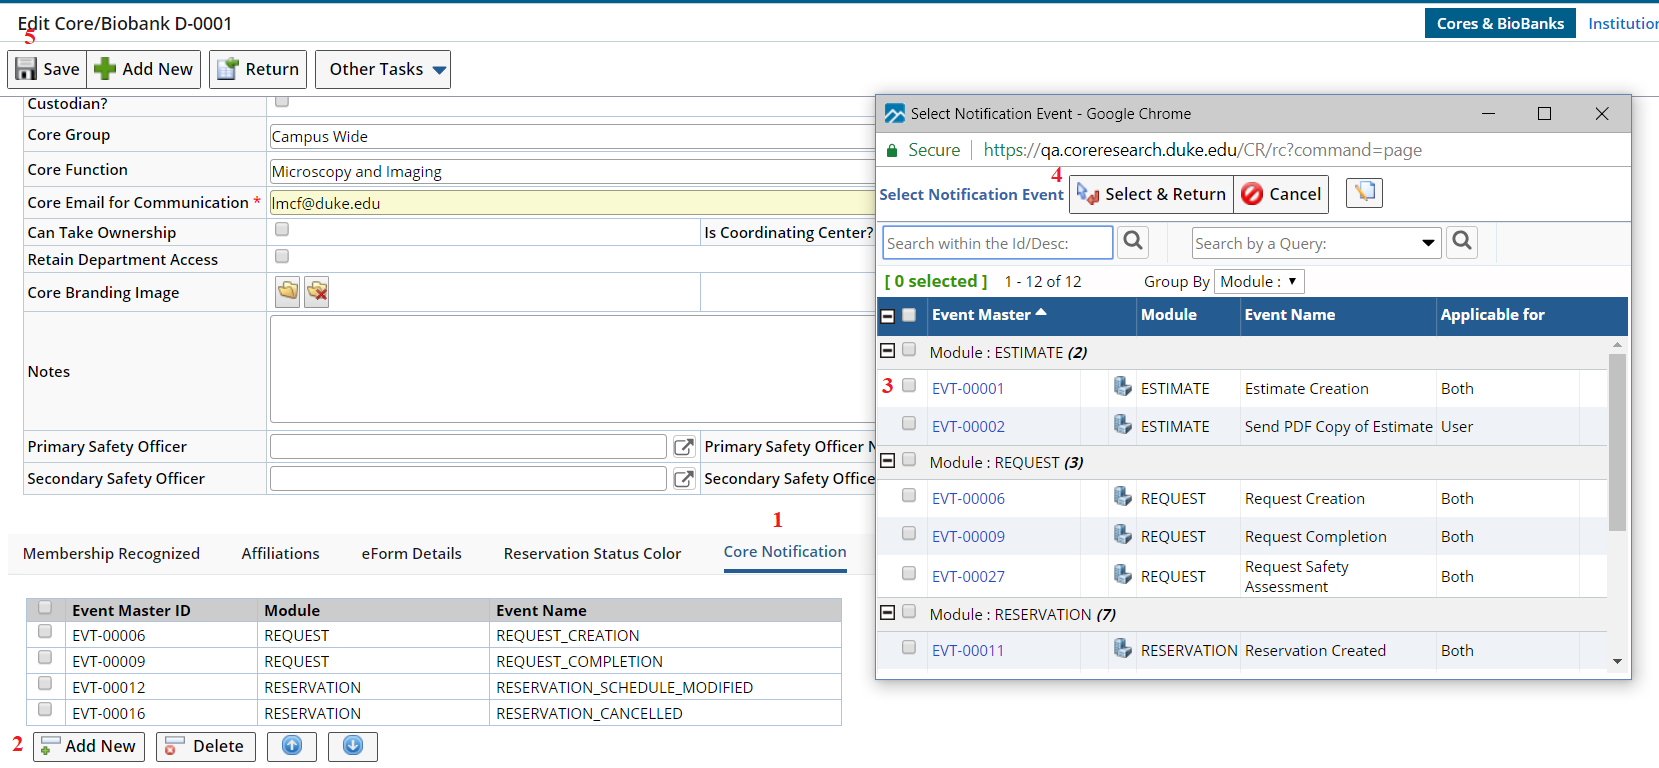 Edit Core/Biobank D-0001
Cores & BioBanks
Institution
5
Save
Add New
Return
Other Tasks
Custodian?
Core Group
Campus Wide
Core Function
Microscopy and Imaging
Core Email for Communication *
lmcf@duke.edu
Can Take Ownership
Is Coordinating Center?
Retain Department Access
Core Branding Image
Notes
Primary Safety Officer
Primary Safety Officer N
Secondary Safety Officer
Secondary Safety Office
1
Membership Recognized
Affiliations
eForm Details
Reservation Status Color
Core Notification
Event Master ID Module Event Name
EVT-00006 REQUEST REQUEST_CREATION
EVT-00009 REQUEST REQUEST_COMPLETION
EVT-00012 RESERVATION RESERVATION_SCHEDULE_MODIFIED
EVT-00016 RESERVATION RESERVATION_CANCELLED
2
Add New
Delete
Select Notification Event - Google Chrome
Secure
https://qa.coreresearch.duke.edu/CR/rc?command=page
4
Select Notification Event
Select & Return
Cancel
Search within the Id/Desc:
Search by a Query:
[ 0 selected ] 1 - 12 of 12
Group By Module :
Event Master Module Event Name Applicable for
Module : ESTIMATE (2)
3
EVT-00001 ESTIMATE Estimate Creation Both
EVT-00002 ESTIMATE Send PDF Copy of Estimate User
Module : REQUEST (3)
EVT-00006 REQUEST Request Creation Both
EVT-00009 REQUEST Request Completion Both
EVT-00027 REQUEST Request Safety Assessment Both
Module : RESERVATION (7)
EVT-00011 RESERVATION Reservation Created Both